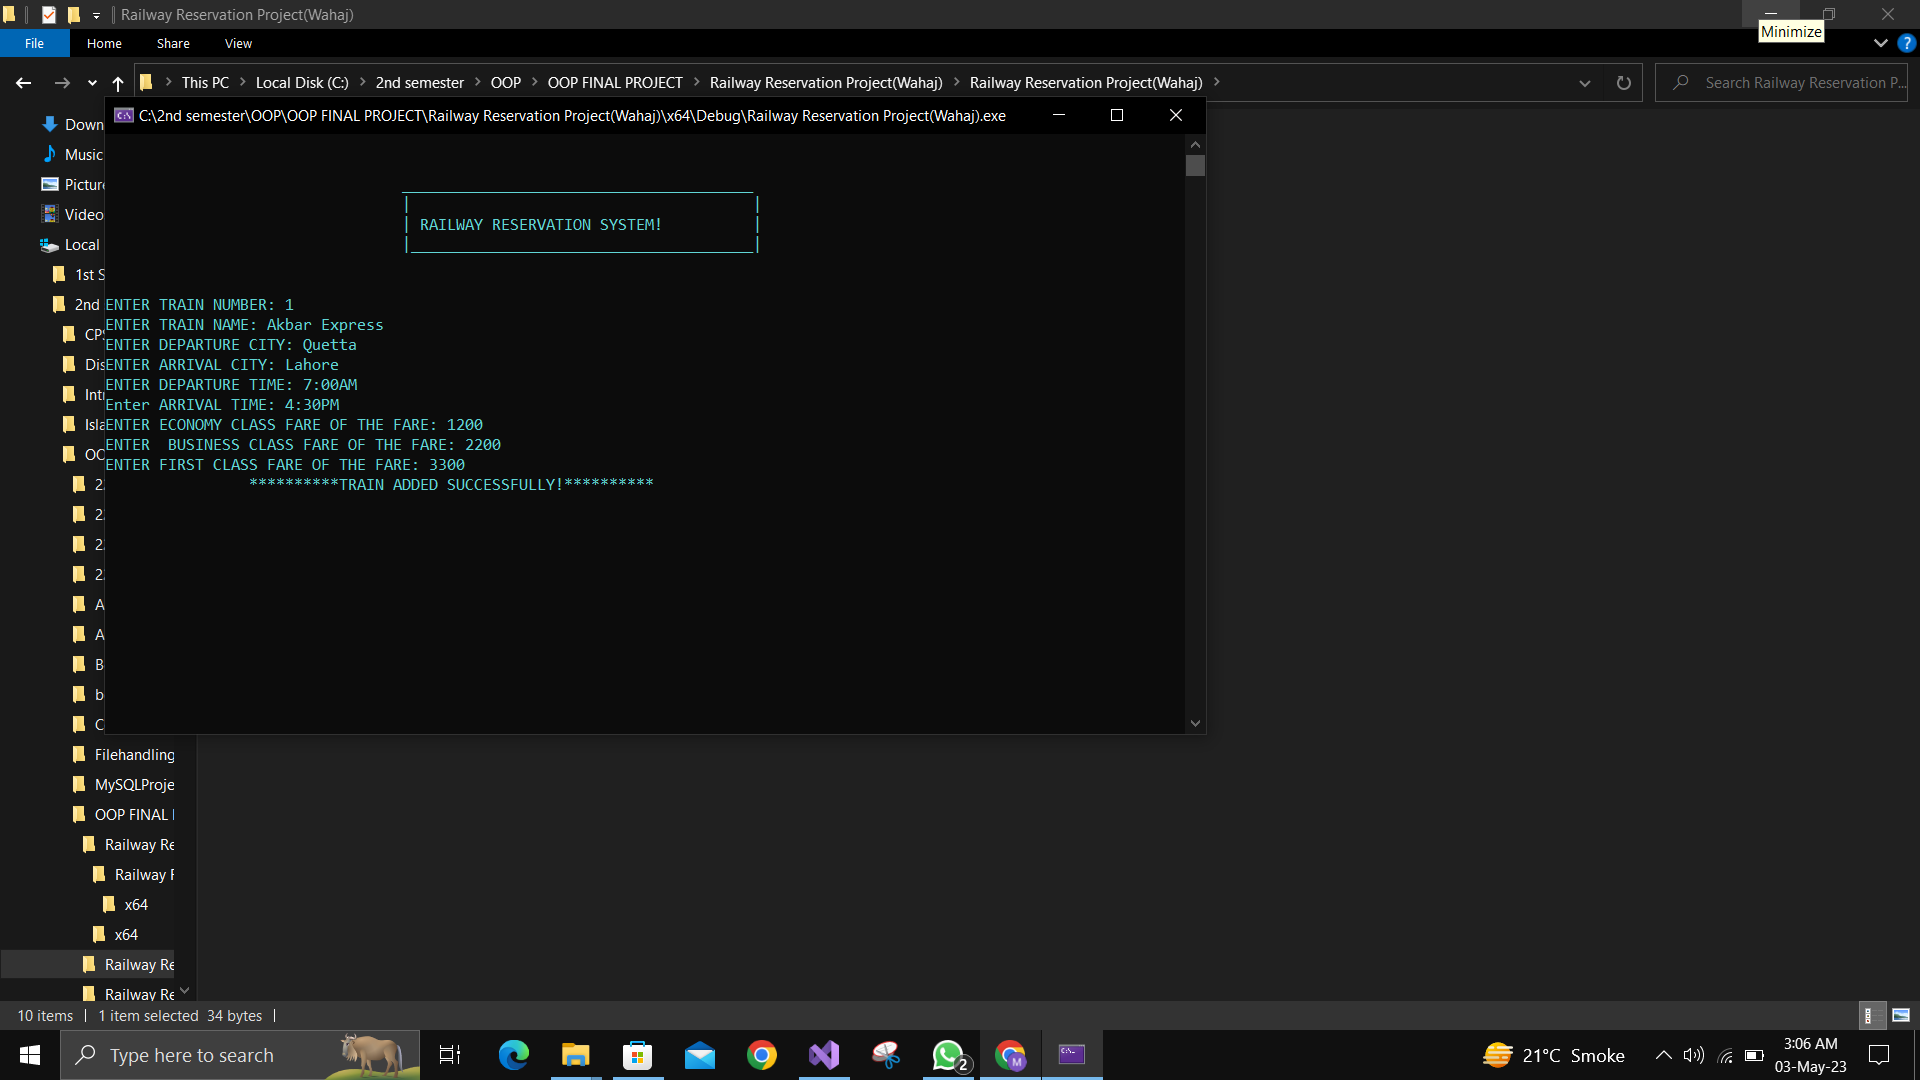 Railway Reservation Project(Wahaj)
Minimize
File Home Share View
This PC Local Disk (C:) 2nd semester OOP OOP FINAL PROJECT Railway Reservation Project(Wahaj) Railway Reservation Project(Wahaj)
Search Railway Reservation P...
C:\2nd semester\OOP\OOP FINAL PROJECT\Railway Reservation Project(Wahaj)\x64\Debug\Railway Reservation Project(Wahaj).exe
RAILWAY RESERVATION SYSTEM!
ENTER TRAIN NUMBER: 1
ENTER TRAIN NAME: Akbar Express
ENTER DEPARTURE CITY: Quetta
ENTER ARRIVAL CITY: Lahore
ENTER DEPARTURE TIME: 7:00AM
Enter ARRIVAL TIME: 4:30PM
ENTER ECONOMY CLASS FARE OF THE FARE: 1200
ENTER  BUSINESS CLASS FARE OF THE FARE: 2200
ENTER FIRST CLASS FARE OF THE FARE: 3300
**********TRAIN ADDED SUCCESSFULLY!**********
Down
Music
Picture
Video
Local
1st S
2nd
CPS
Dis
Int
Isla
OO
2
2
2
2
A
A
B
b
C
Filehandling
MySQLProje
OOP FINAL
Railway Re
Railway
x64
x64
Railway Re
Railway Re
10 items 1 item selected 34 bytes
Type here to search
2
M
21°C Smoke
3:06 AM
03-May-23